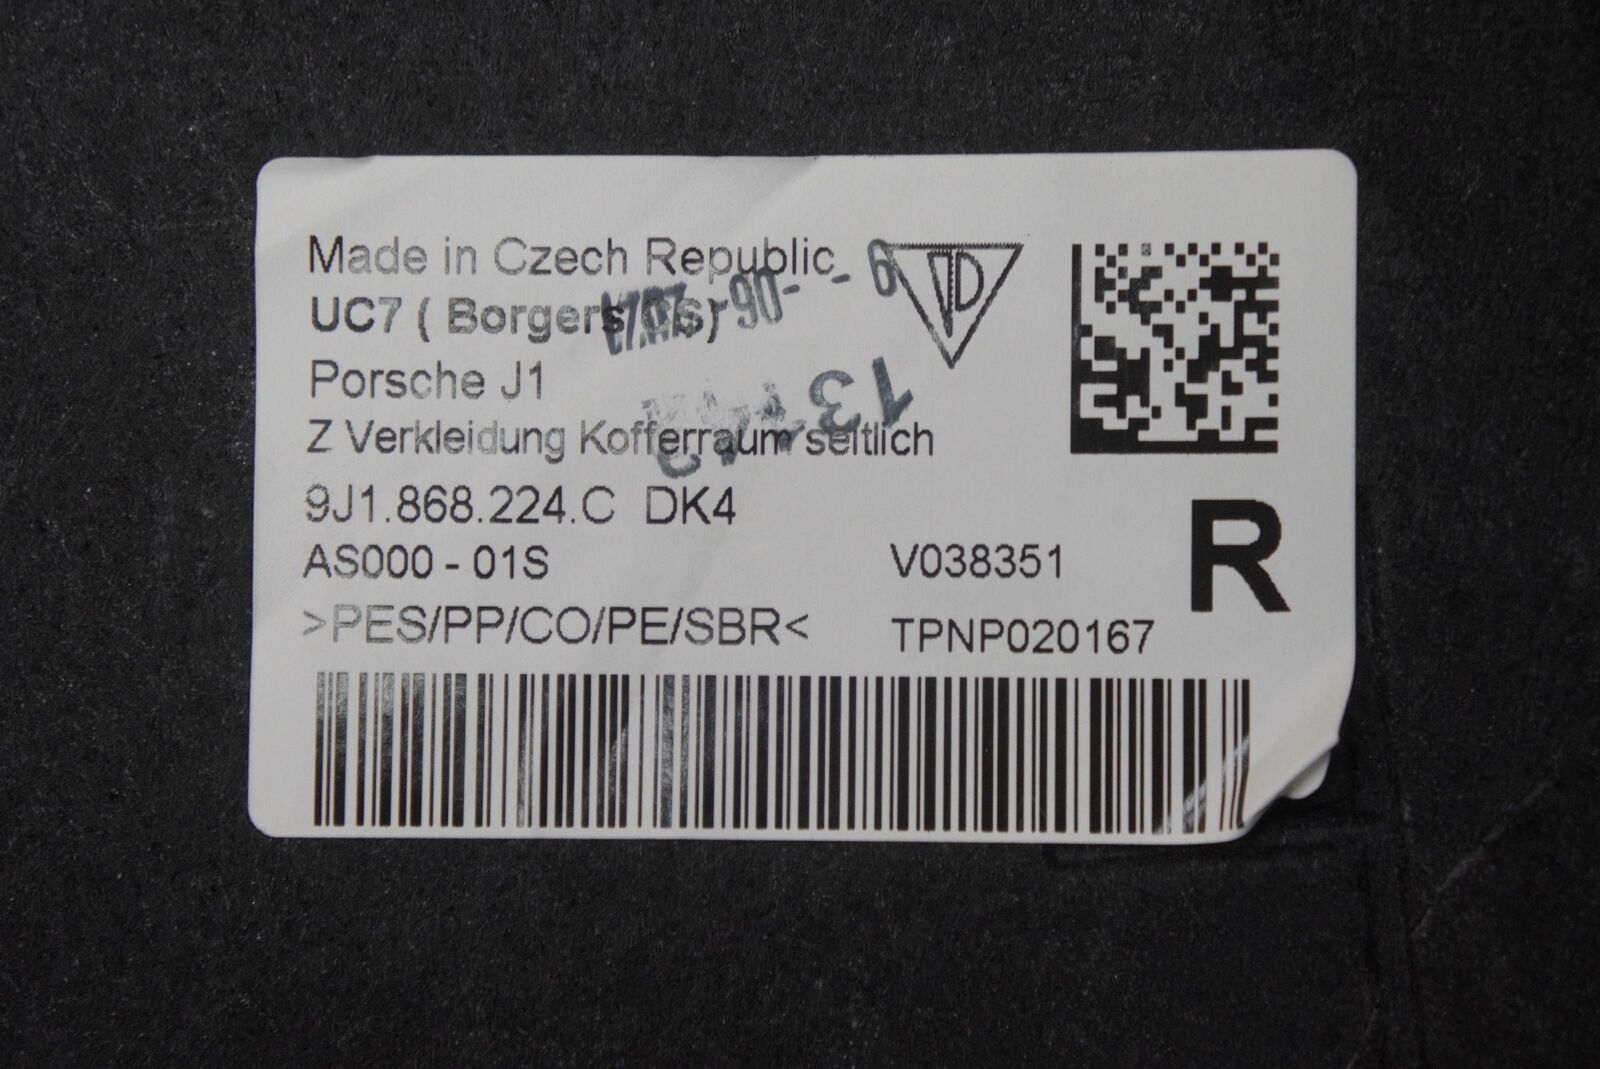 Made in Czech Republic
UC7 ( Borgers CS)
Porsche J1
Z Verkleidung Kofferraum seitlich
9J1.868.224.C DK4
AS000 - 01S
V038351
R
>PES/PP/CO/PE/SBR<
TPNP020167